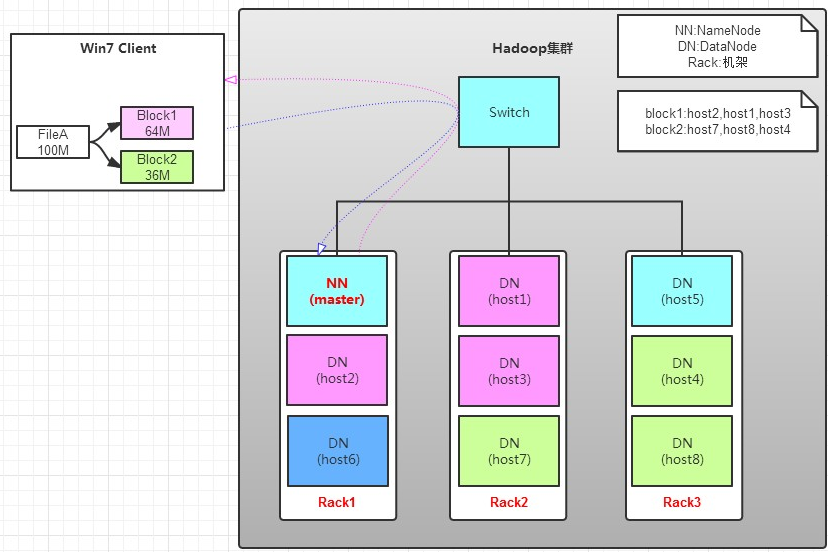 Win7 Client
FileA
100M
Block1
64M
Block2
36M
Hadoop集群
NN:NameNode
DN:DataNode
Rack:机架
block1:host2,host1,host3
block2:host7,host8,host4
Switch
NN
(master)
DN
(host2)
DN
(host6)
Rack1
DN
(host1)
DN
(host3)
DN
(host7)
Rack2
DN
(host5)
DN
(host4)
DN
(host8)
Rack3